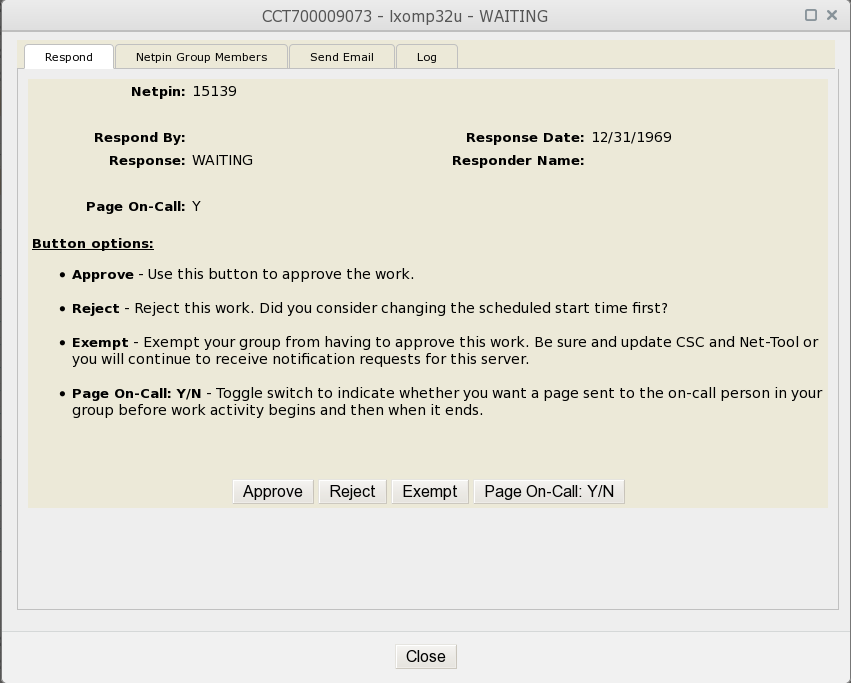 CCT700009073 - lxomp32u - WAITING
Respond Netpin Group Members Send Email Log
Netpin: 15139
Respond By: Response Date: 12/31/1969
Response: WAITING Responder Name:
Page On-Call: Y
Button options:
• Approve - Use this button to approve the work.
• Reject - Reject this work. Did you consider changing the scheduled start time first?
• Exempt - Exempt your group from having to approve this work. Be sure and update CSC and Net-Tool or
you will continue to receive notification requests for this server.
• Page On-Call: Y/N - Toggle switch to indicate whether you want a page sent to the on-call person in your
group before work activity begins and then when it ends.
Approve Reject Exempt Page On-Call: Y/N
Close